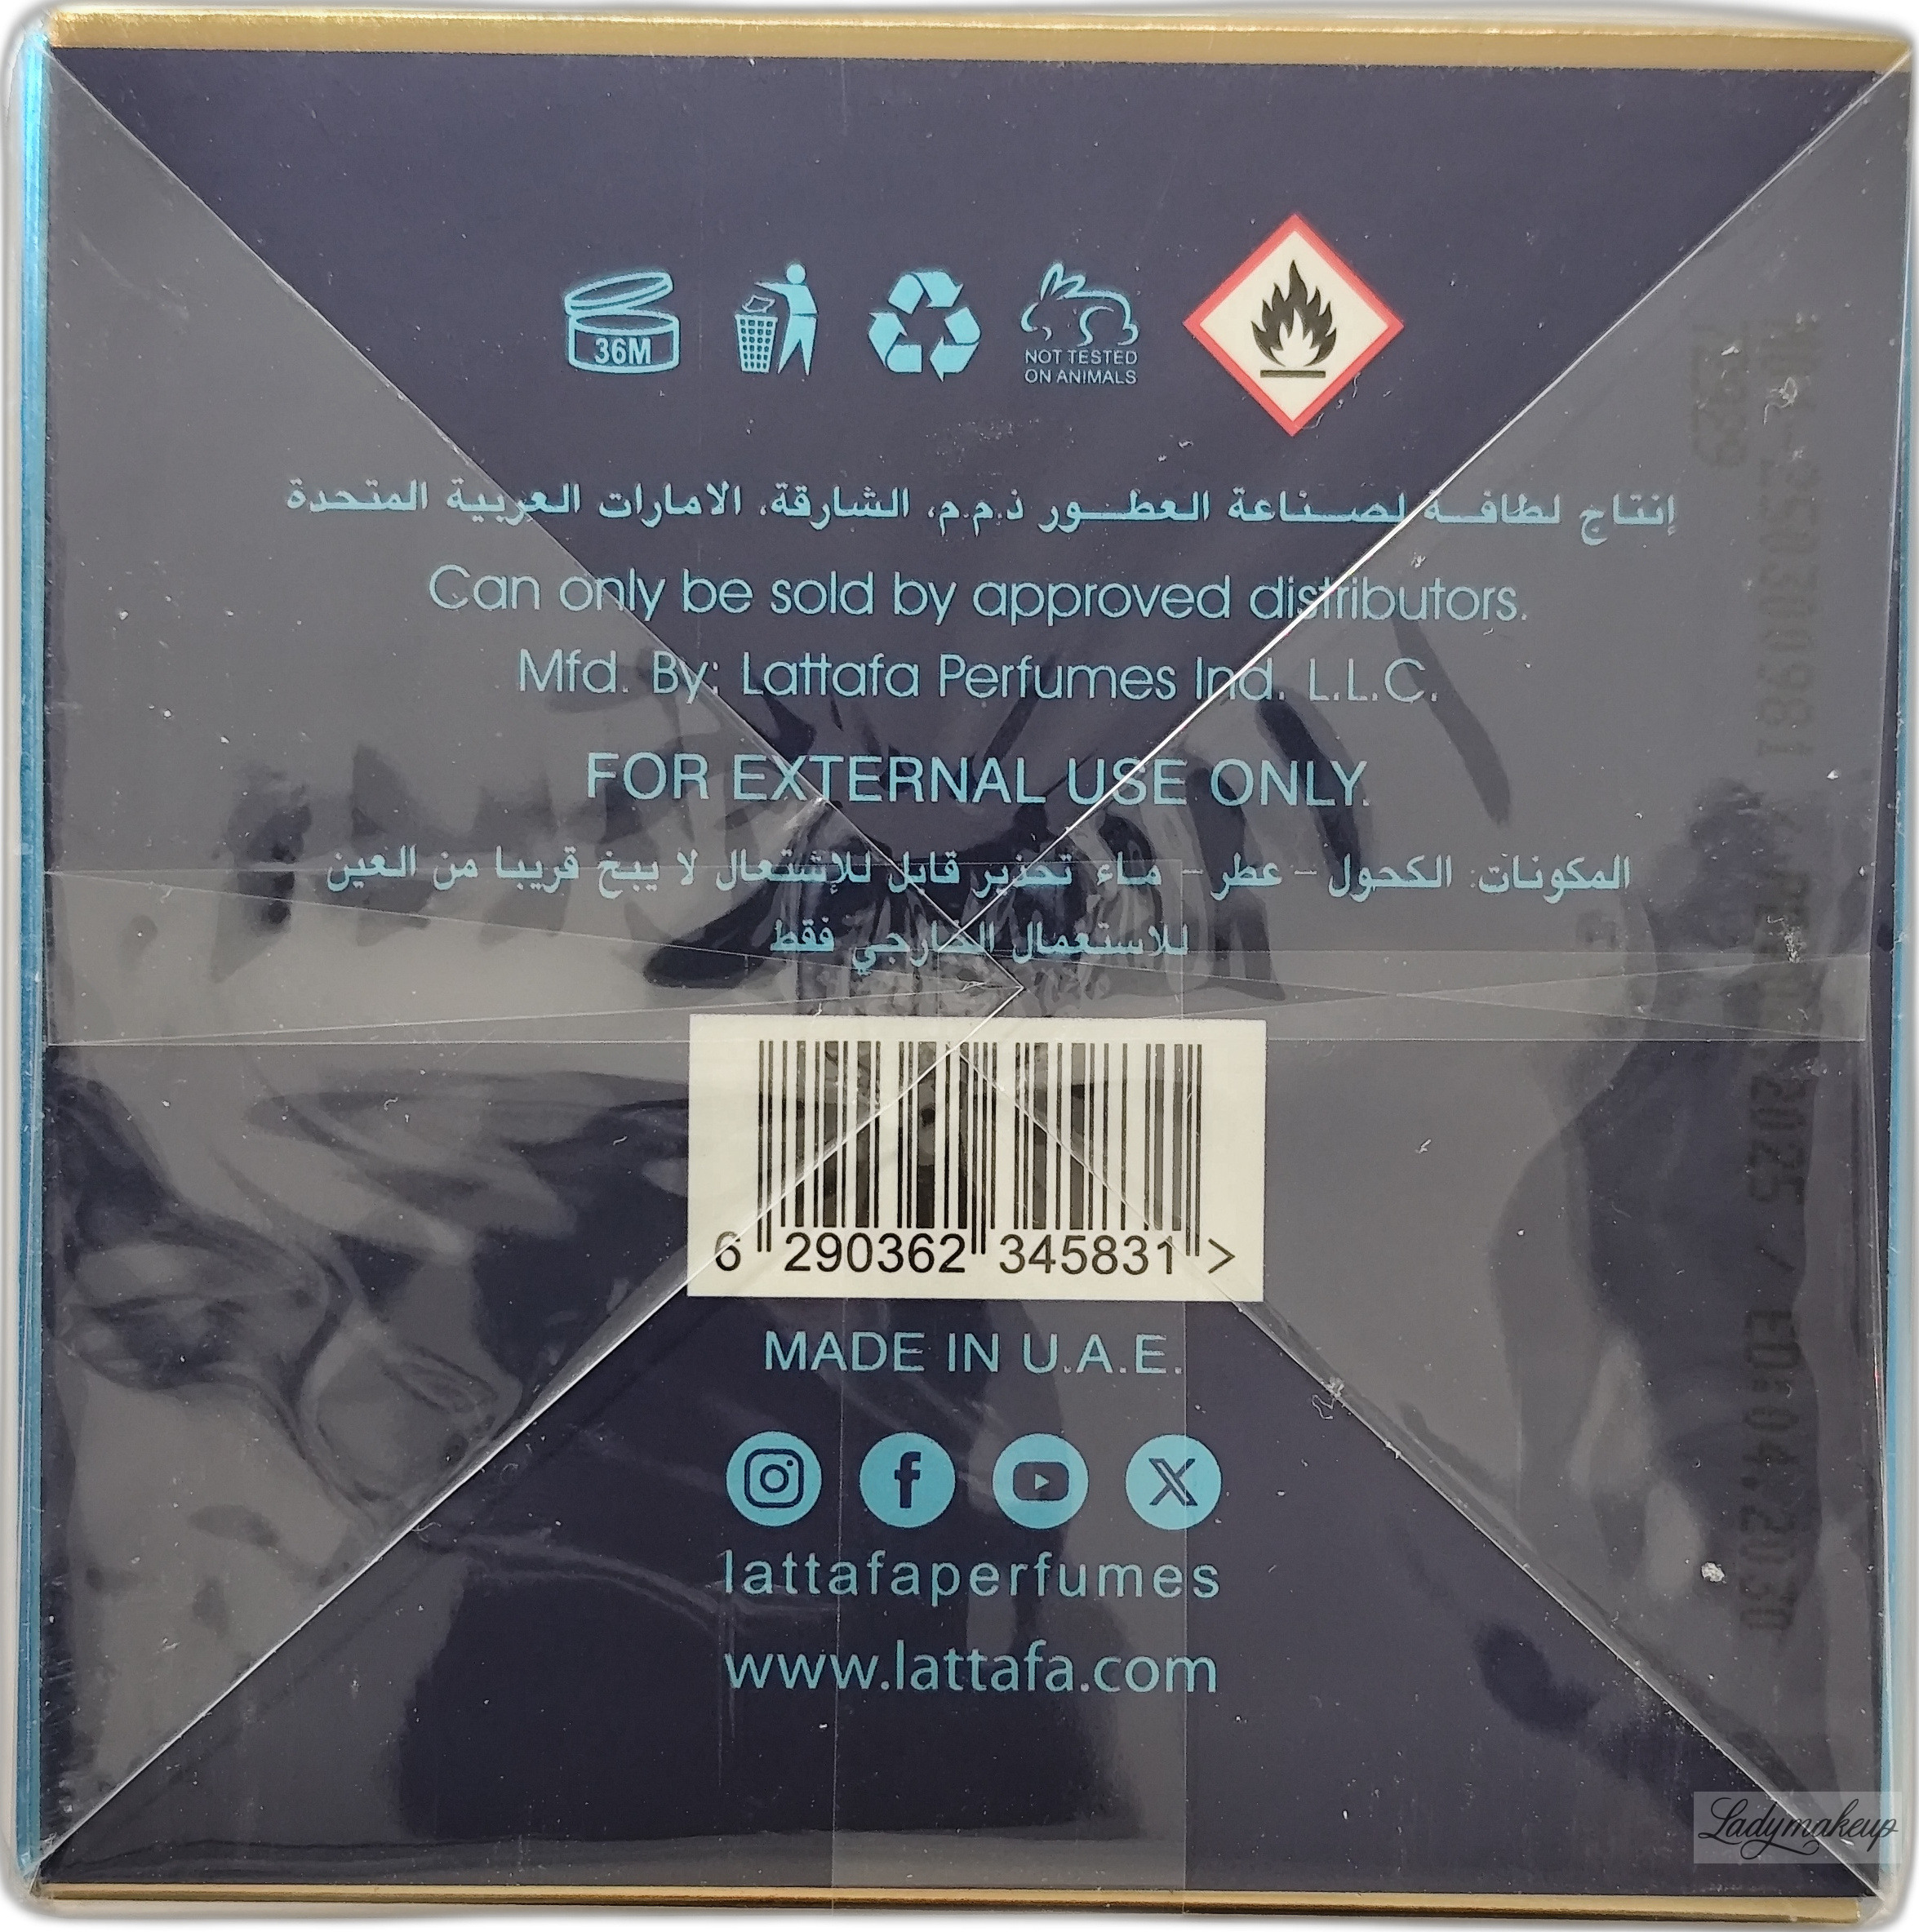 36M
NOT TESTED
ON ANIMALS
إنتاج لطافة لصناعة العطور ذ.م.م، الشارقة، الامارات العربية المتحدة
Can only be sold by approved distributors.
Mfd. By: Lattafa Perfumes Ind. L.L.C.
FOR EXTERNAL USE ONLY.
المكونات: الكحول - عطر - ماء تحذير قابل للإشتعال لا يبخ قريبا من العين
للاستعمال الخارجي فقط
6 290362 345831 >
MADE IN U.A.E.
lattafaperfumes
www.lattafa.com
Ladymakeup